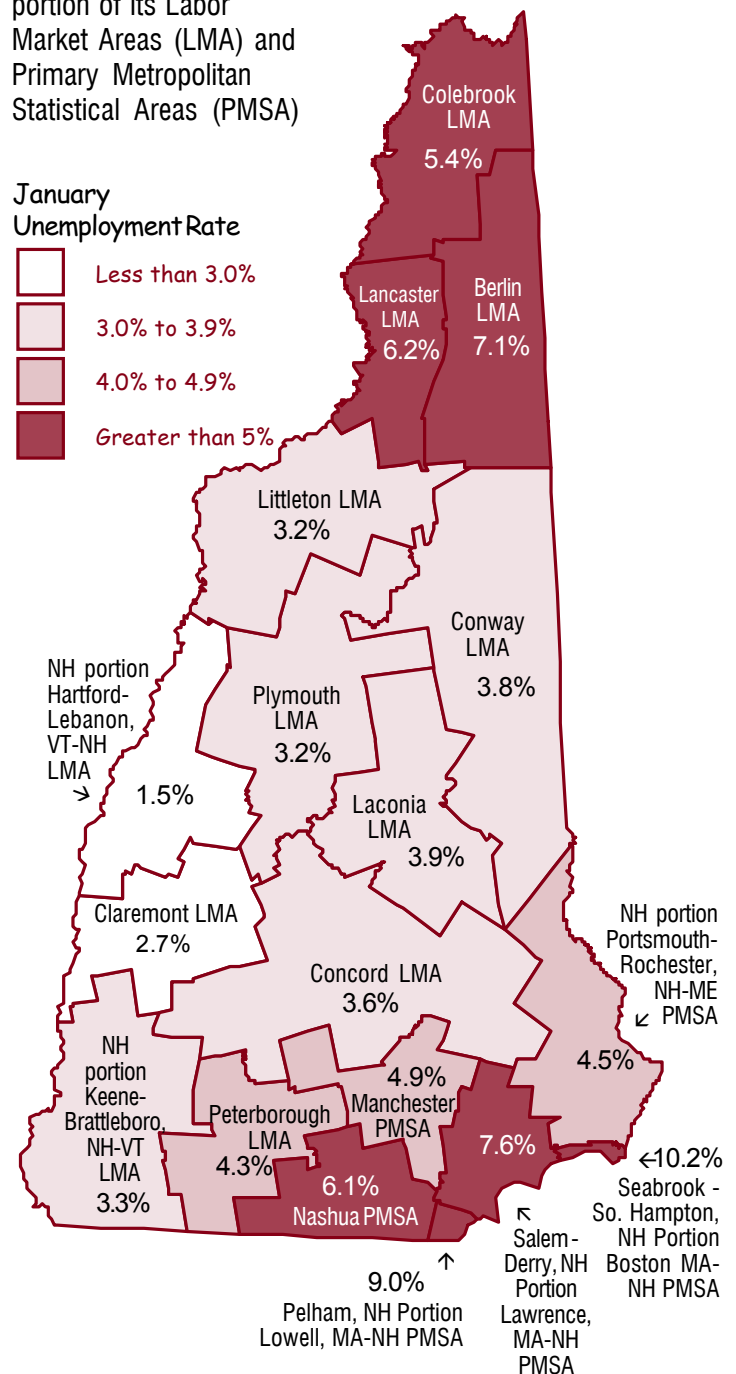 portion of its Labor
Market Areas (LMA) and
Primary Metropolitan
Statistical Areas (PMSA)
January
Unemployment Rate
Less than 3.0%
3.0% to 3.9%
4.0% to 4.9%
Greater than 5%
Colebrook
LMA
5.4%
Lancaster
LMA
6.2%
Berlin
LMA
7.1%
Littleton LMA
3.2%
Conway
LMA
3.8%
NH portion
Hartford-
Lebanon,
VT-NH
LMA
1.5%
Plymouth
LMA
3.2%
Laconia
LMA
3.9%
Claremont LMA
2.7%
Concord LMA
3.6%
NH portion
Portsmouth-
Rochester,
NH-ME
PMSA
4.5%
NH
portion
Keene-
Brattleboro,
NH-VT
LMA
3.3%
Peterborough
LMA
4.3%
4.9%
Manchester
PMSA
7.6%
6.1%
Nashua PMSA
10.2%
Seabrook -
So. Hampton,
NH Portion
Boston MA-
NH PMSA
Salem-
Derry, NH
Portion
Lawrence,
MA-NH
PMSA
9.0%
Pelham, NH Portion
Lowell, MA-NH PMSA